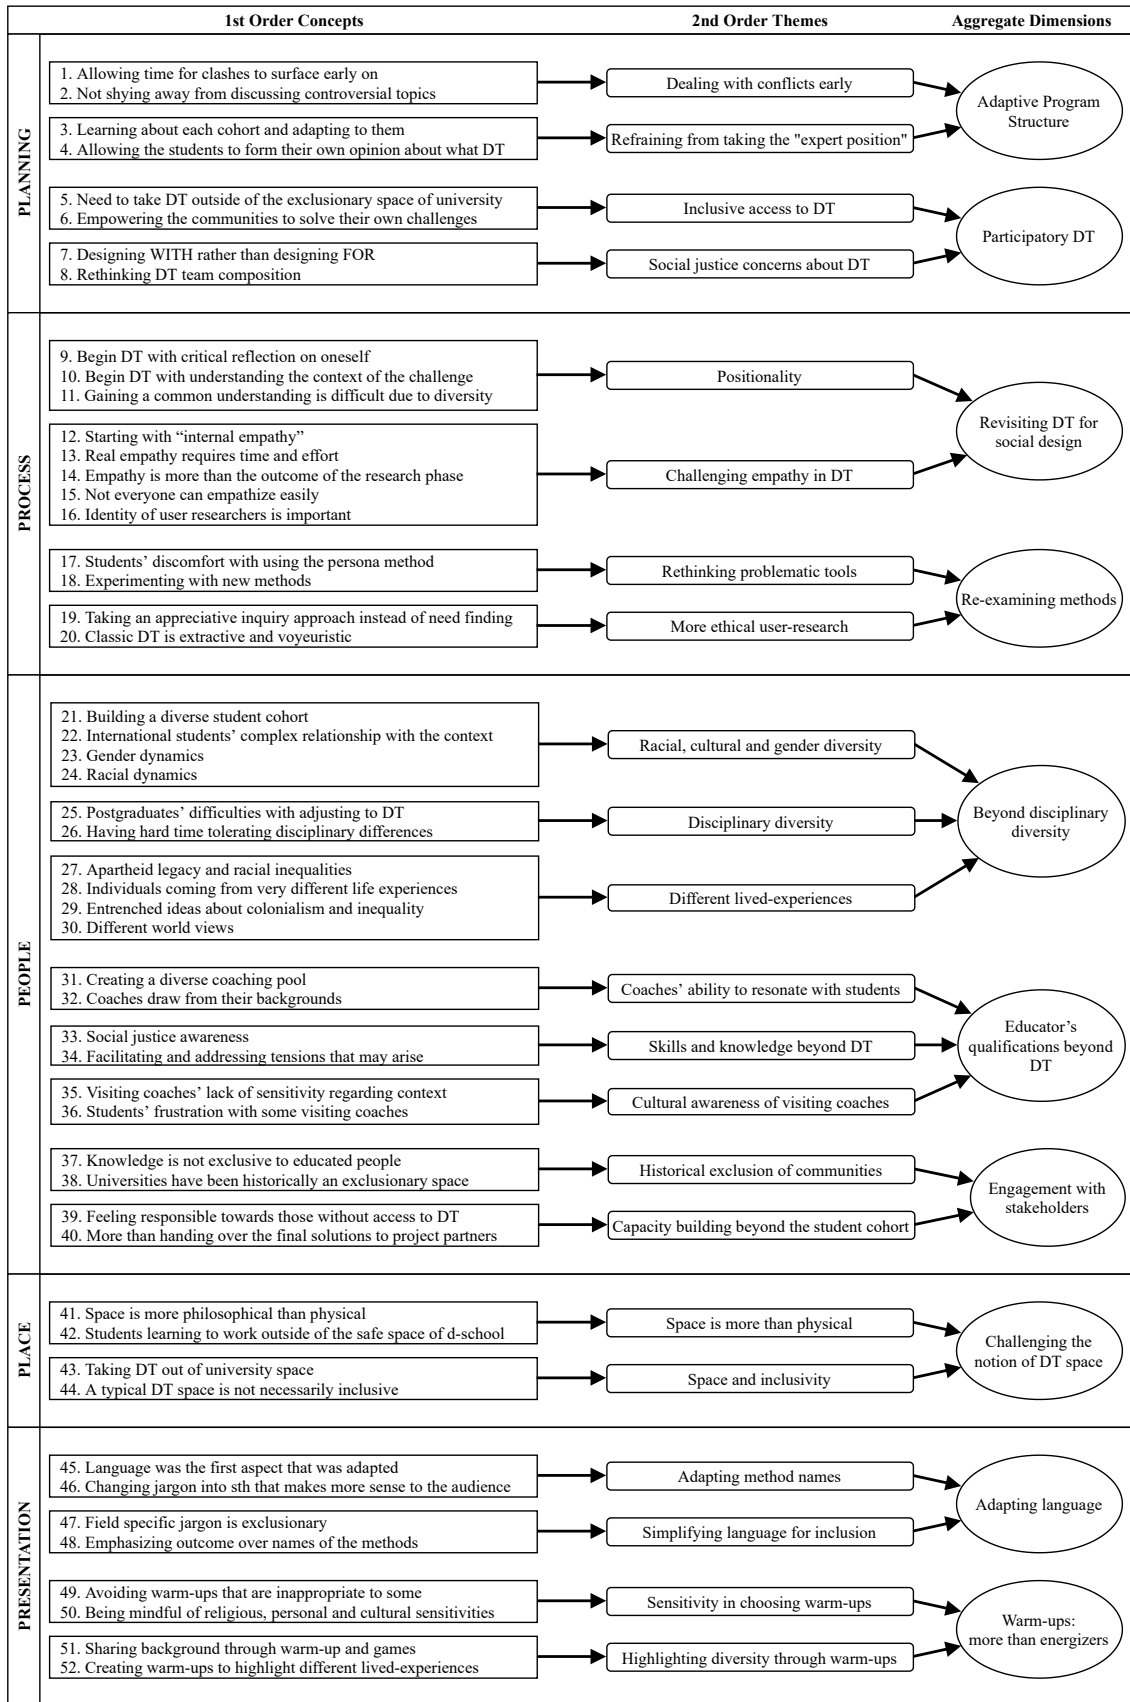 1st Order Concepts
2nd Order Themes
Aggregate Dimensions
PLANNING
1. Allowing time for clashes to surface early on
2. Not shying away from discussing controversial topics
Dealing with conflicts early
3. Learning about each cohort and adapting to them
4. Allowing the students to form their own opinion about what DT
Refraining from taking the "expert position"
Adaptive Program
Structure
5. Need to take DT outside of the exclusionary space of university
6. Empowering the communities to solve their own challenges
Inclusive access to DT
7. Designing WITH rather than designing FOR
8. Rethinking DT team composition
Social justice concerns about DT
Participatory DT
PROCESS
9. Begin DT with critical reflection on oneself
10. Begin DT with understanding the context of the challenge
11. Gaining a common understanding is difficult due to diversity
Positionality
12. Starting with “internal empathy”
13. Real empathy requires time and effort
14. Empathy is more than the outcome of the research phase
15. Not everyone can empathize easily
16. Identity of user researchers is important
Challenging empathy in DT
Revisiting DT for
social design
17. Students’ discomfort with using the persona method
18. Experimenting with new methods
Rethinking problematic tools
19. Taking an appreciative inquiry approach instead of need finding
20. Classic DT is extractive and voyeuristic
More ethical user-research
Re-examining methods
PEOPLE
21. Building a diverse student cohort
22. International students’ complex relationship with the context
23. Gender dynamics
24. Racial dynamics
Racial, cultural and gender diversity
25. Postgraduates’ difficulties with adjusting to DT
26. Having hard time tolerating disciplinary differences
Disciplinary diversity
27. Apartheid legacy and racial inequalities
28. Individuals coming from very different life experiences
29. Entrenched ideas about colonialism and inequality
30. Different world views
Different lived-experiences
Beyond disciplinary
diversity
31. Creating a diverse coaching pool
32. Coaches draw from their backgrounds
Coaches’ ability to resonate with students
33. Social justice awareness
34. Facilitating and addressing tensions that may arise
Skills and knowledge beyond DT
35. Visiting coaches’ lack of sensitivity regarding context
36. Students’ frustration with some visiting coaches
Cultural awareness of visiting coaches
Educator’s
qualifications beyond
DT
37. Knowledge is not exclusive to educated people
38. Universities have been historically an exclusionary space
Historical exclusion of communities
39. Feeling responsible towards those without access to DT
40. More than handing over the final solutions to project partners
Capacity building beyond the student cohort
Engagement with
stakeholders
PLACE
41. Space is more philosophical than physical
42. Students learning to work outside of the safe space of d-school
Space is more than physical
43. Taking DT out of university space
44. A typical DT space is not necessarily inclusive
Space and inclusivity
Challenging the
notion of DT space
PRESENTATION
45. Language was the first aspect that was adapted
46. Changing jargon into sth that makes more sense to the audience
Adapting method names
47. Field specific jargon is exclusionary
48. Emphasizing outcome over names of the methods
Simplifying language for inclusion
Adapting language
49. Avoiding warm-ups that are inappropriate to some
50. Being mindful of religious, personal and cultural sensitivities
Sensitivity in choosing warm-ups
51. Sharing background through warm-up and games
52. Creating warm-ups to highlight different lived-experiences
Highlighting diversity through warm-ups
Warm-ups:
more than energizers